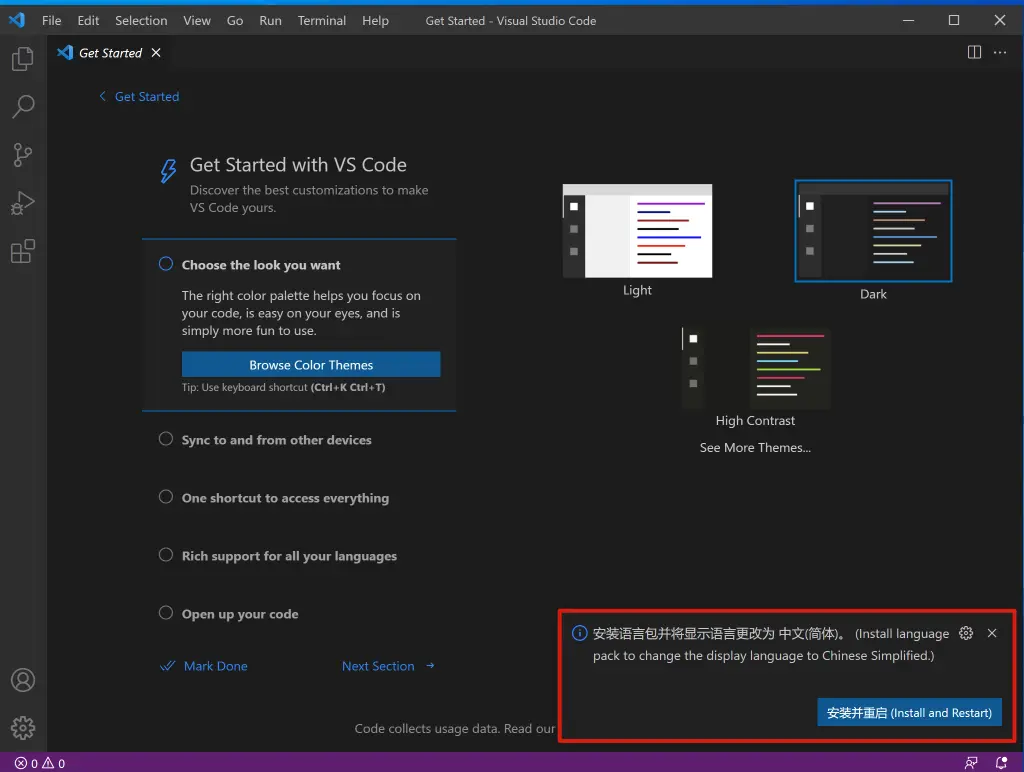 File Edit Selection View Go Run Terminal Help Get Started - Visual Studio Code
Get Started
Get Started
Get Started with VS Code
Discover the best customizations to make
VS Code yours.
Choose the look you want
The right color palette helps you focus on
your code, is easy on your eyes, and is
simply more fun to use.
Browse Color Themes
Tip: Use keyboard shortcut (Ctrl+K Ctrl+T)
Sync to and from other devices
One shortcut to access everything
Rich support for all your languages
Open up your code
Mark Done Next Section
Light
Dark
High Contrast
See More Themes...
Code collects usage data. Read our
安装语言包并将显示语言更改为 中文(简体)。 (Install language
pack to change the display language to Chinese Simplified.)
安装并重启 (Install and Restart)
0 0